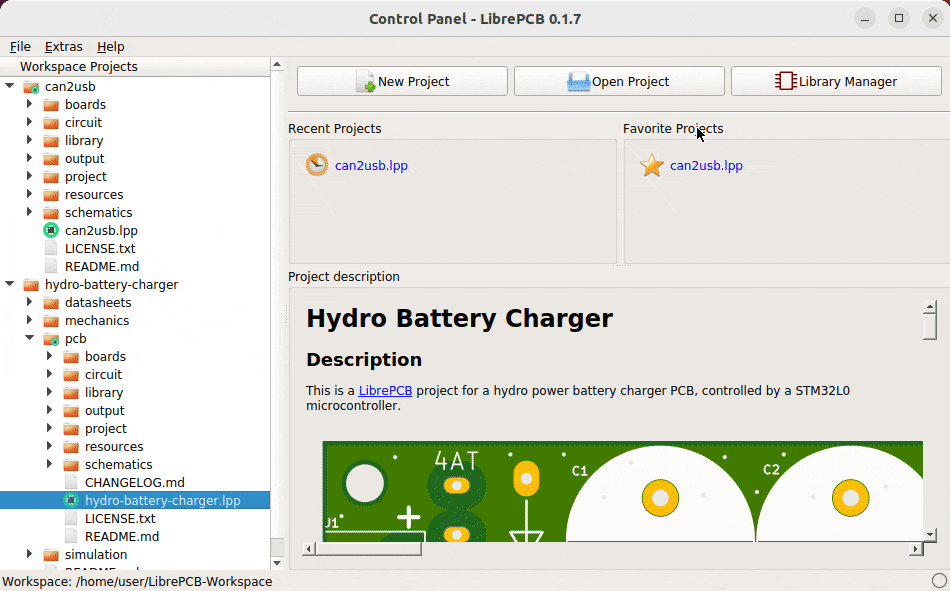 Control Panel - LibrePCB 0.1.7
File Extras Help
Workspace Projects
can2usb
boards
circuit
library
output
project
resources
schematics
can2usb.lpp
LICENSE.txt
README.md
hydro-battery-charger
datasheets
mechanics
pcb
boards
circuit
library
output
project
resources
schematics
CHANGELOG.md
hydro-battery-charger.lpp
LICENSE.txt
README.md
simulation
New Project
Open Project
Library Manager
Recent Projects
can2usb.lpp
Favorite Projects
can2usb.lpp
Project description
Hydro Battery Charger
Description
This is a LibrePCB project for a hydro power battery charger PCB, controlled by a STM32L0
microcontroller.
4AT
C1
C2
J1
+
Workspace: /home/user/LibrePCB-Workspace